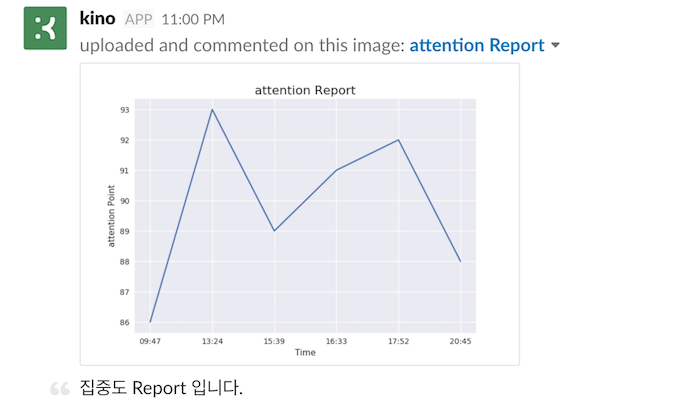 kino APP 11:00 PM
uploaded and commented on this image: attention Report
attention Report
attention Point
93
92
91
90
89
88
87
86
09:47 13:24 15:39 16:33 17:52 20:45
Time
집중도 Report 입니다.